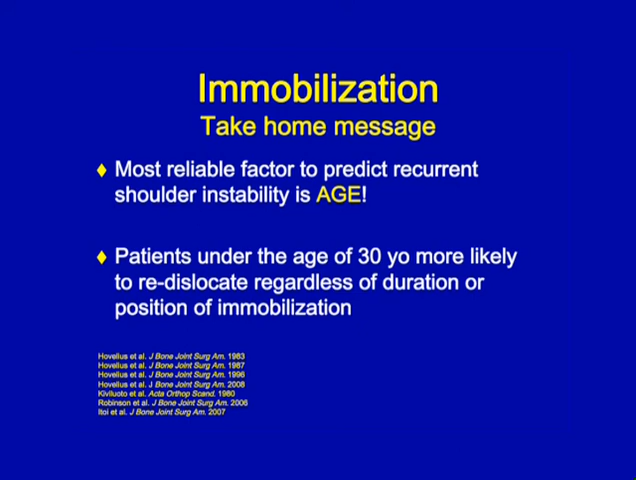 Immobilization
Take home message
Most reliable factor to predict recurrent
shoulder instability is AGE!
Patients under the age of 30 yo more likely
to re-dislocate regardless of duration or
position of immobilization
Hovelius et al. J Bone Joint Surg Am. 1983
Hovelius et al. J Bone Joint Surg Am. 1987
Hovelius et al. J Bone Joint Surg Am. 1996
Hovelius et al. J Bone Joint Surg Am. 2008
Kiviluoto et al. Acta Orthop Scand. 1980
Robinson et al. J Bone Joint Surg Am. 2006
Itoi et al. J Bone Joint Surg Am. 2007